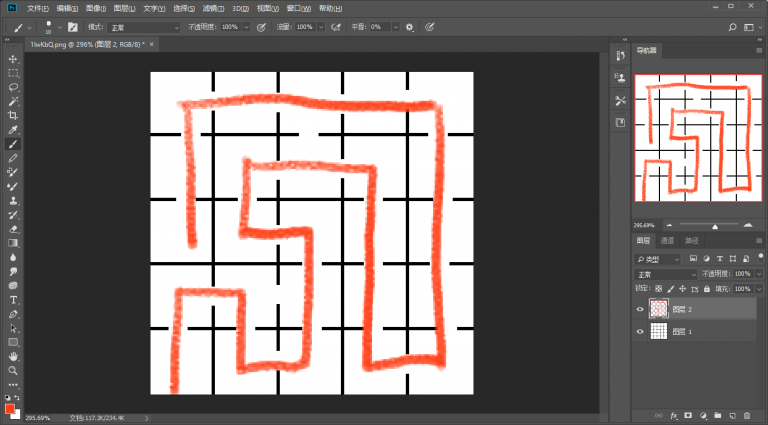 Ps 文件(F) 编辑(E) 图像(I) 图层(L) 文字(Y) 选择(S) 滤镜(T) 3D(D) 视图(V) 窗口(W) 帮助(H)
10 模式: 正常 不透明度: 100% 流量: 100% 平滑: 0%
TlwKbQ.png @ 296% (图层 2, RGB/8) *
导航器
295.69%
图层 通道 路径
类型
正常 不透明度: 100%
锁定: 填充: 100%
图层 2
图层 1
295.69% 文档:117.2K/234.4K
fx